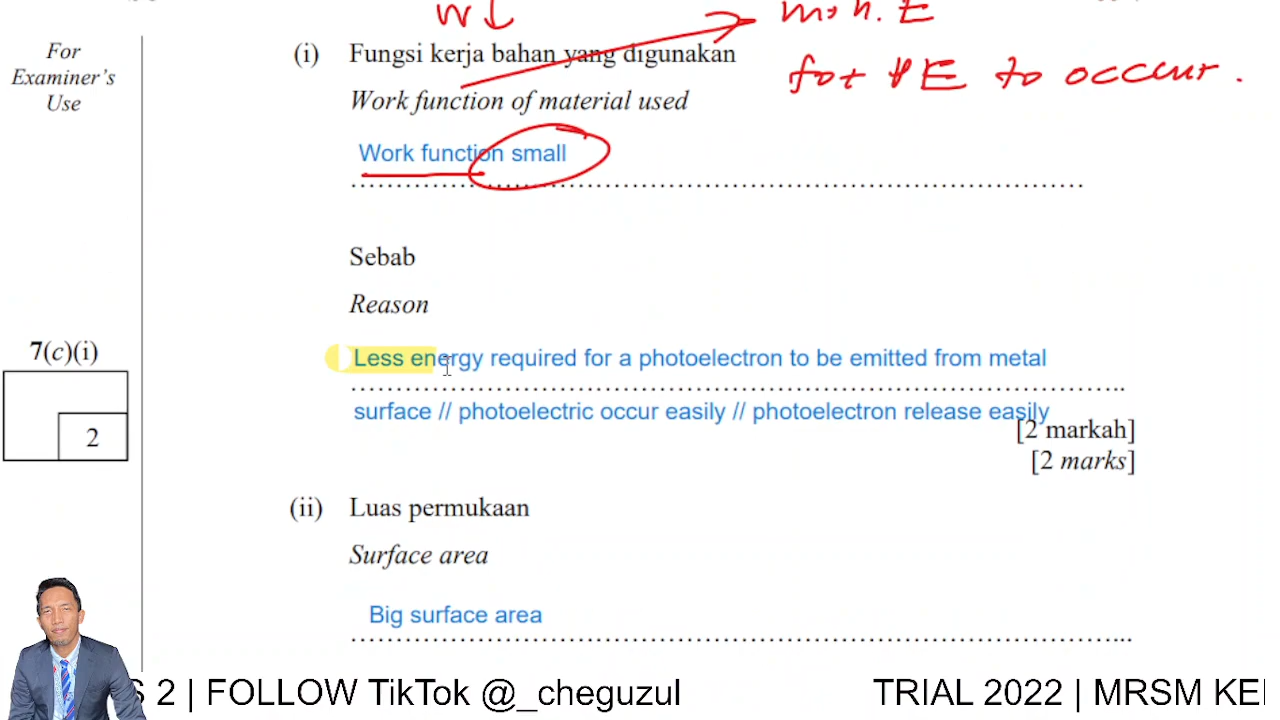 W↓
min. E
(i) Fungsi kerja bahan yang digunakan
for PE to occur.
For
Examiner's
Use
Work function of material used
Work function small
Sebab
Reason
7(c)(i)
2
Less energy required for a photoelectron to be emitted from metal
surface // photoelectric occur easily // photoelectron release easily
[2 markah]
[2 marks]
(ii) Luas permukaan
Surface area
Big surface area
S 2 | FOLLOW TikTok @_cheguzul
TRIAL 2022 | MRSM KE